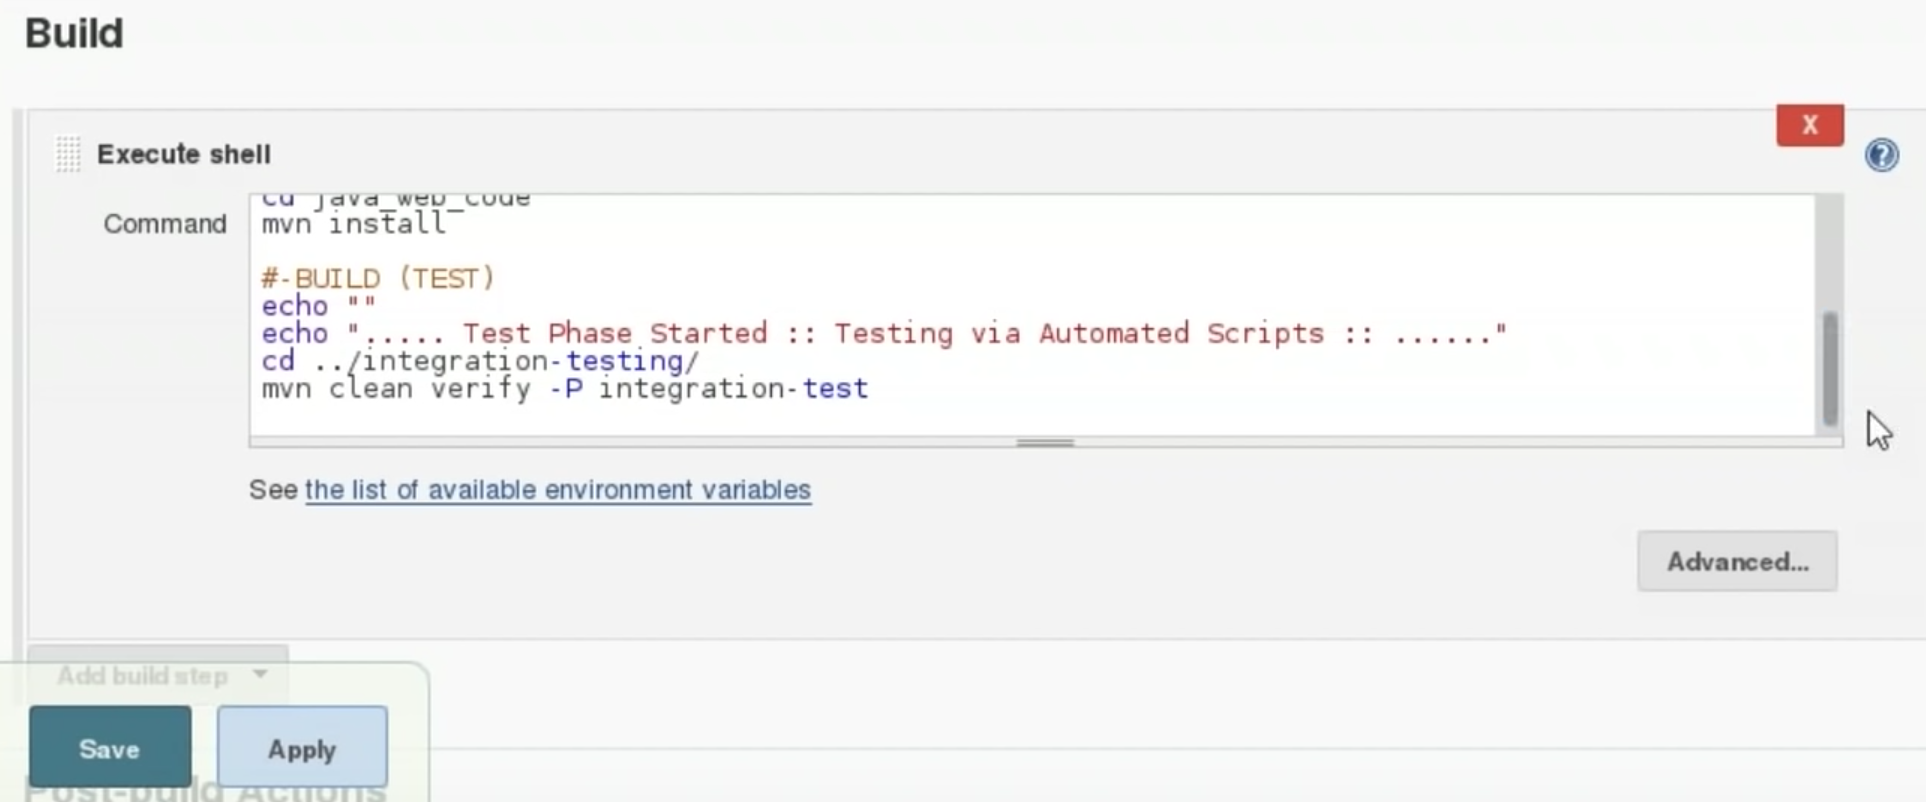 Build
X
Execute shell
?
Command
cd java_web_code
mvn install
#-BUILD (TEST)
echo ""
echo "..... Test Phase Started :: Testing via Automated Scripts :: ......"
cd ../integration-testing/
mvn clean verify -P integration-test
See the list of available environment variables
Advanced...
Add build step
Save
Apply
Post-build Actions